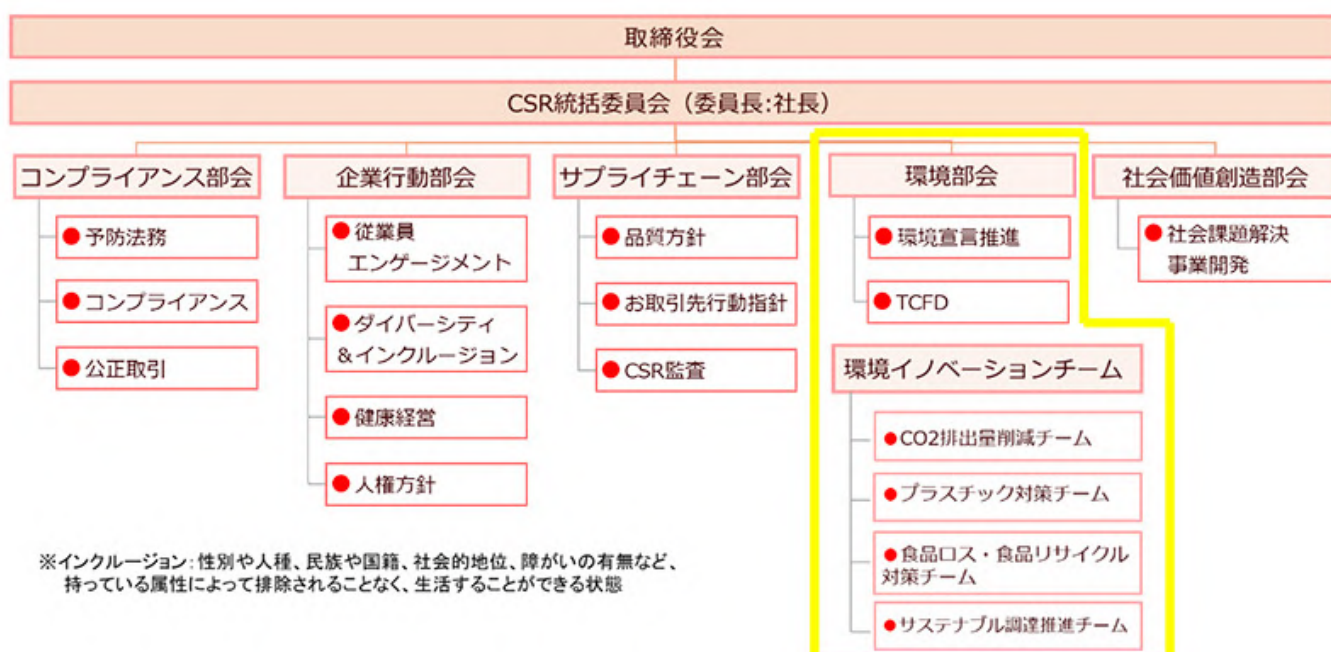 取締役会
CSR統括委員会（委員長:社長）
コンプライアンス部会
●予防法務
●コンプライアンス
●公正取引
企業行動部会
●従業員
エンゲージメント
●ダイバーシティ
＆インクルージョン
●健康経営
●人権方針
サプライチェーン部会
●品質方針
●お取引先行動指針
●CSR監査
環境部会
●環境宣言推進
●TCFD
環境イノベーションチーム
●CO2排出量削減チーム
●プラスチック対策チーム
●食品ロス・食品リサイクル
対策チーム
●サステナブル調達推進チーム
社会価値創造部会
●社会課題解決
事業開発
※インクルージョン：性別や人種、民族や国籍、社会的地位、障がいの有無など、
持っている属性によって排除されることなく、生活することができる状態